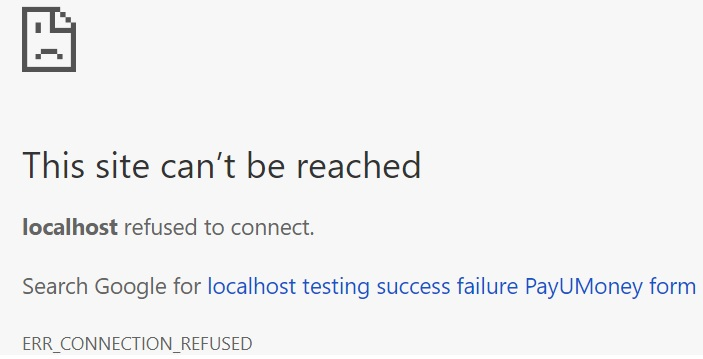 This site can’t be reached
localhost refused to connect.
Search Google for localhost testing success failure PayUMoney form
ERR_CONNECTION_REFUSED